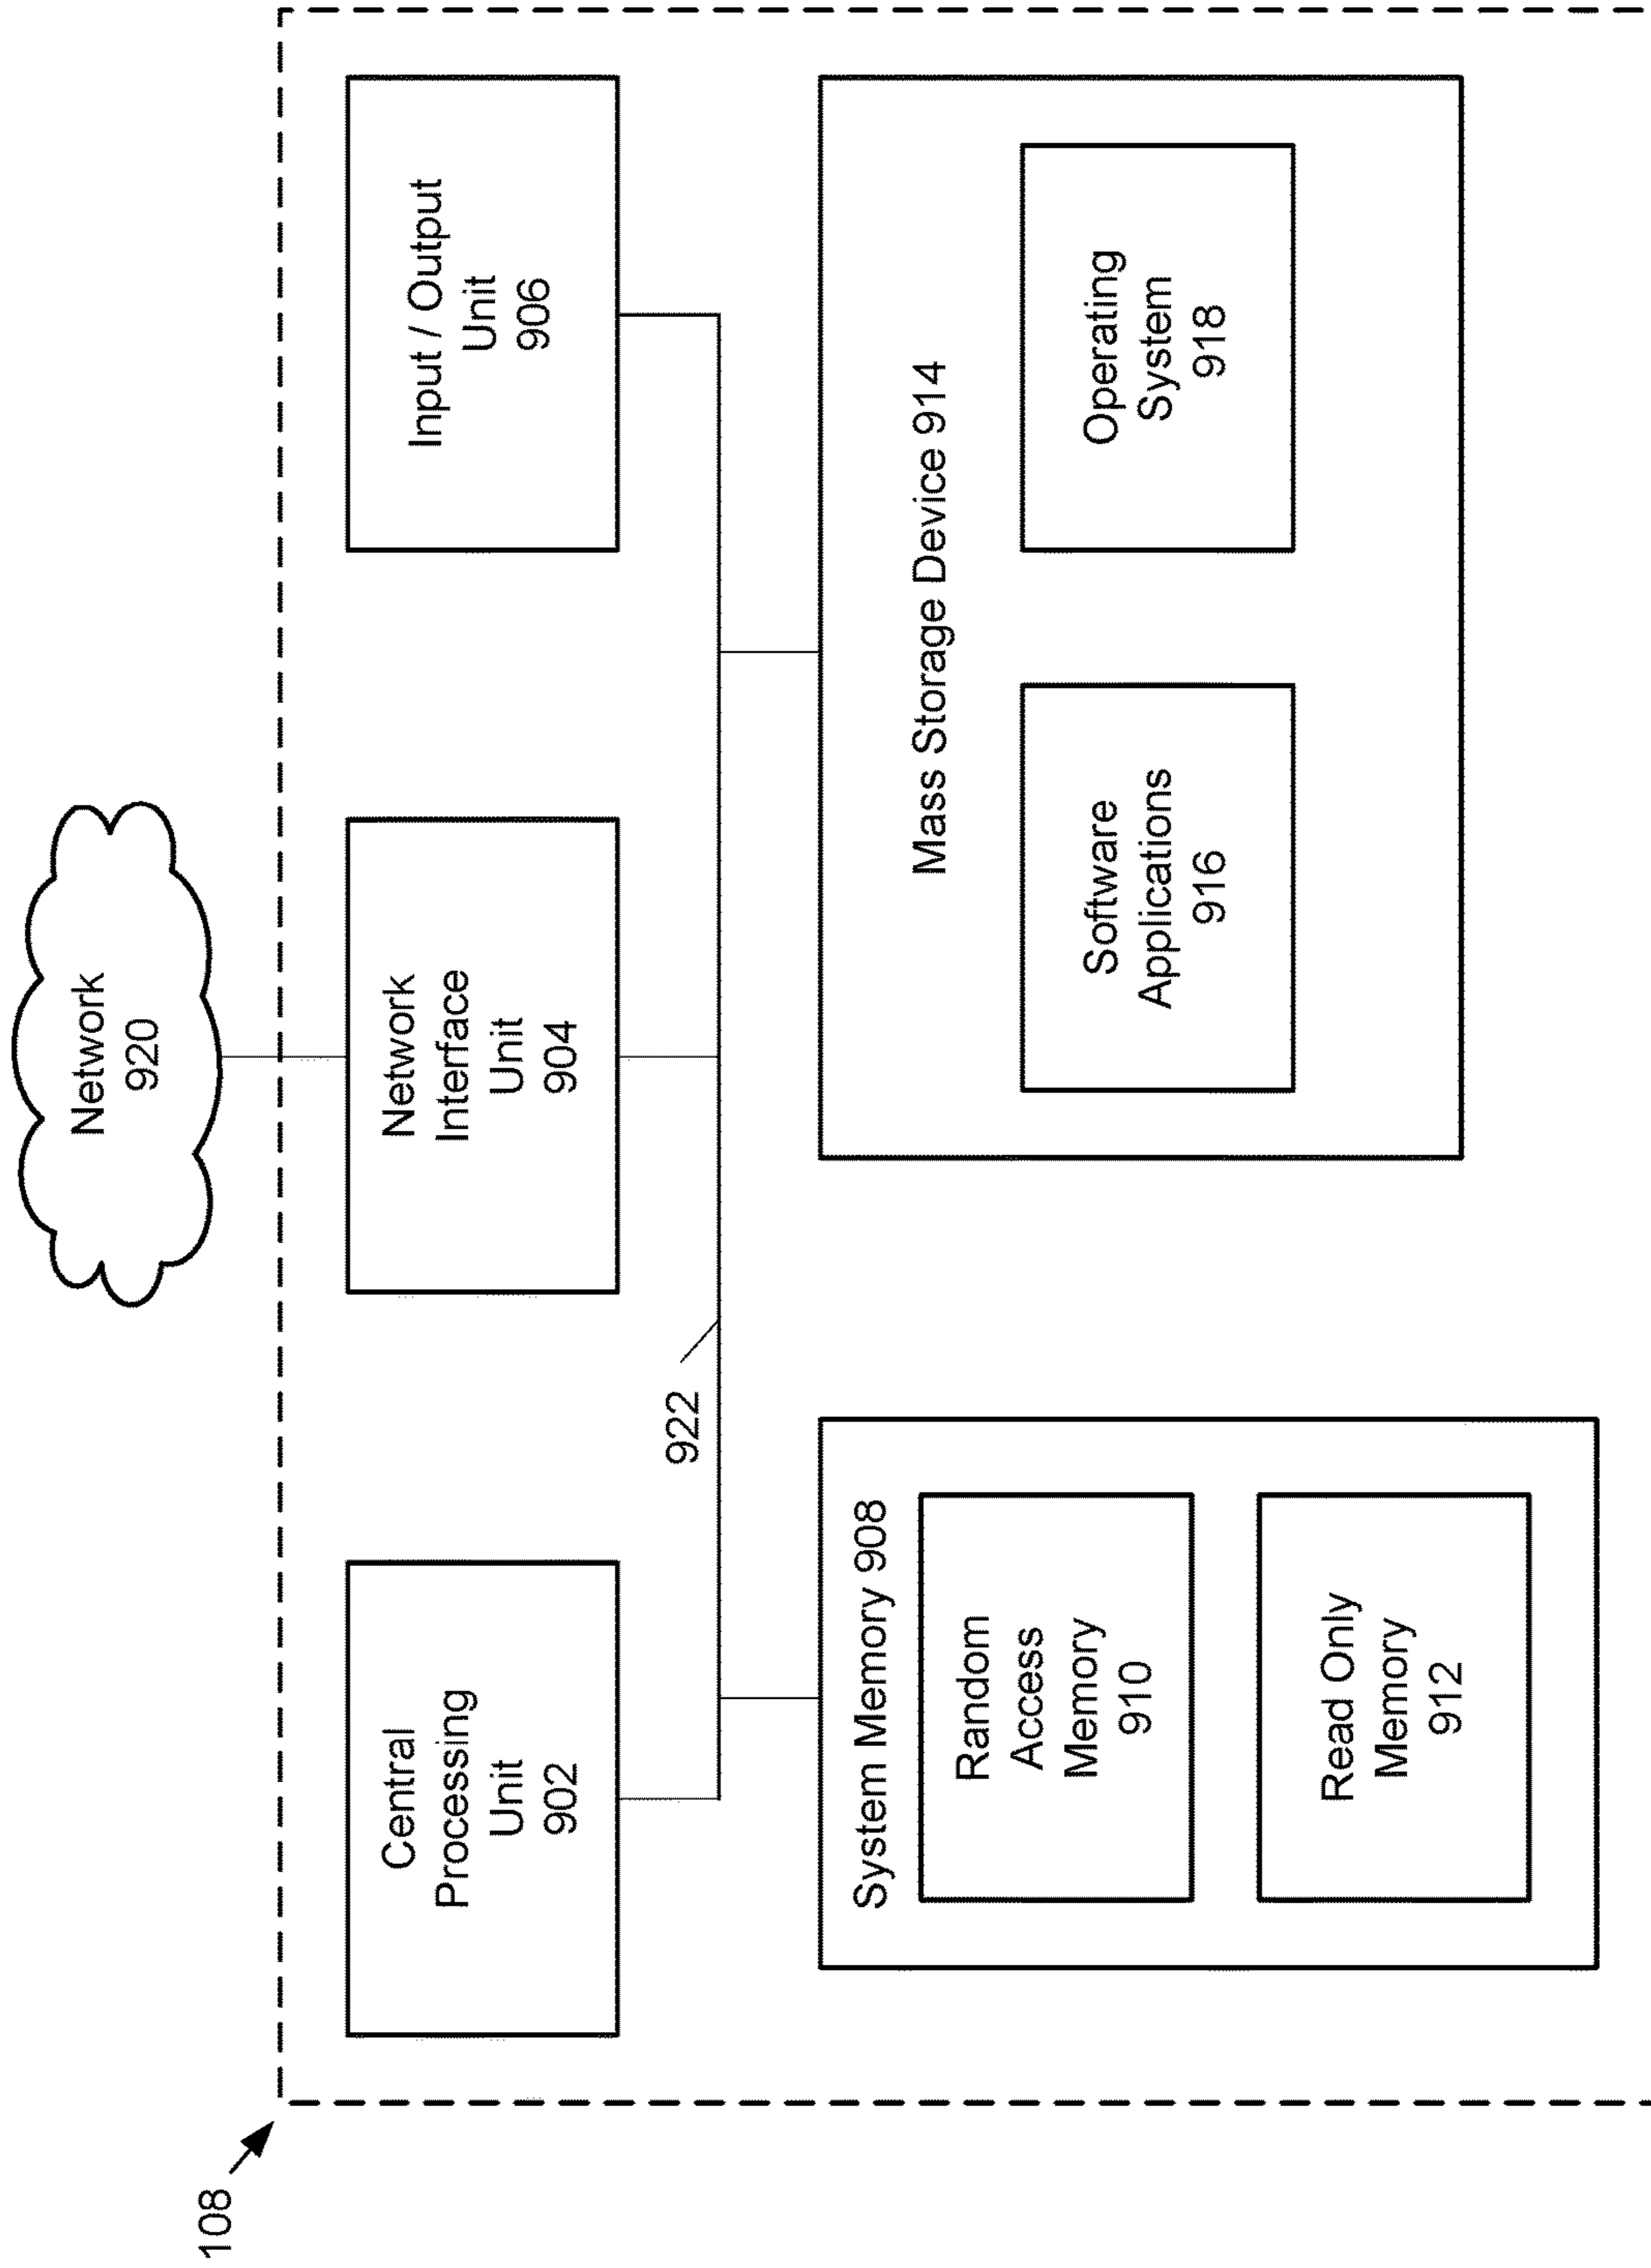 108
Network
920
Central
Processing
Unit
902
Network
Interface
Unit
904
Input / Output
Unit
906
922
System Memory 908
Random
Access
Memory
910
Read Only
Memory
912
Mass Storage Device 914
Software
Applications
916
Operating
System
918